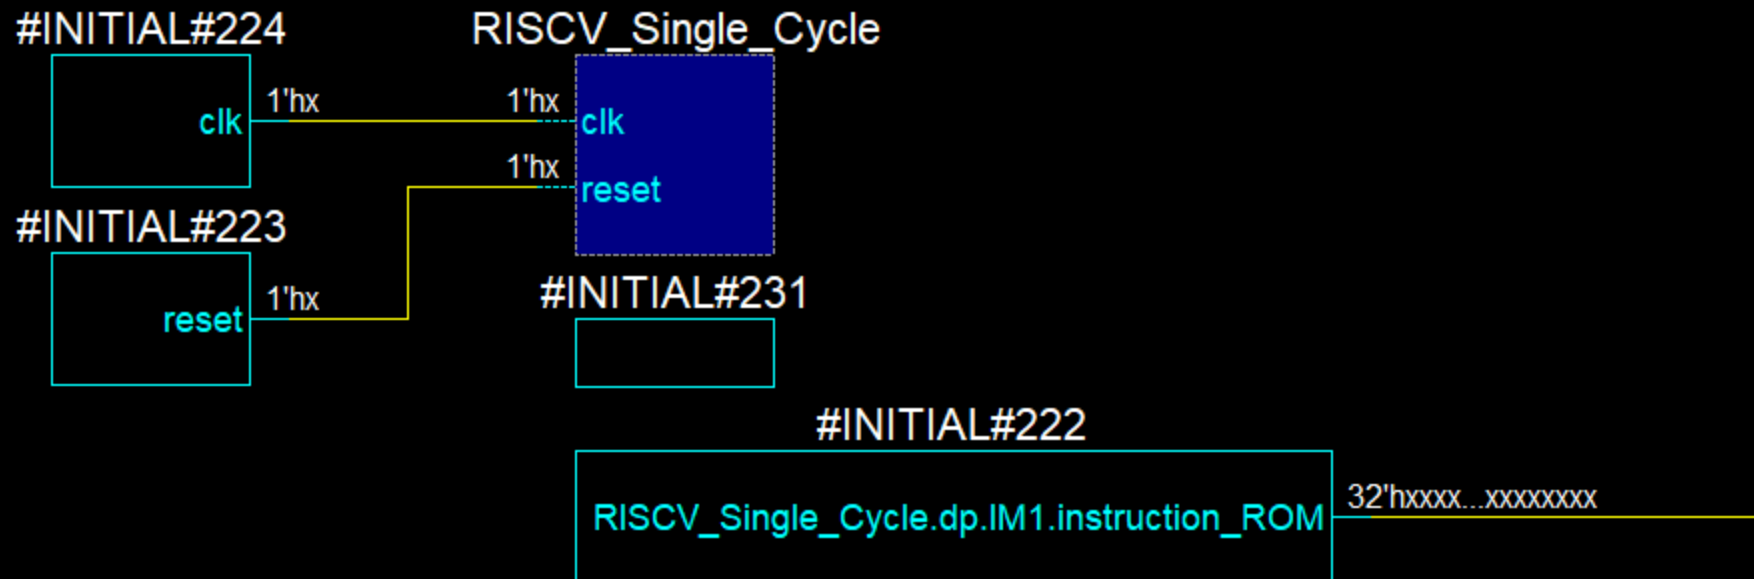 #INITIAL#224
RISCV_Single_Cycle
1'hx
1'hx
clk
clk
1'hx
reset
#INITIAL#223
1'hx
reset
#INITIAL#231
#INITIAL#222
32'hxxxx...xxxxxxxx
RISCV_Single_Cycle.dp.IM1.instruction_ROM